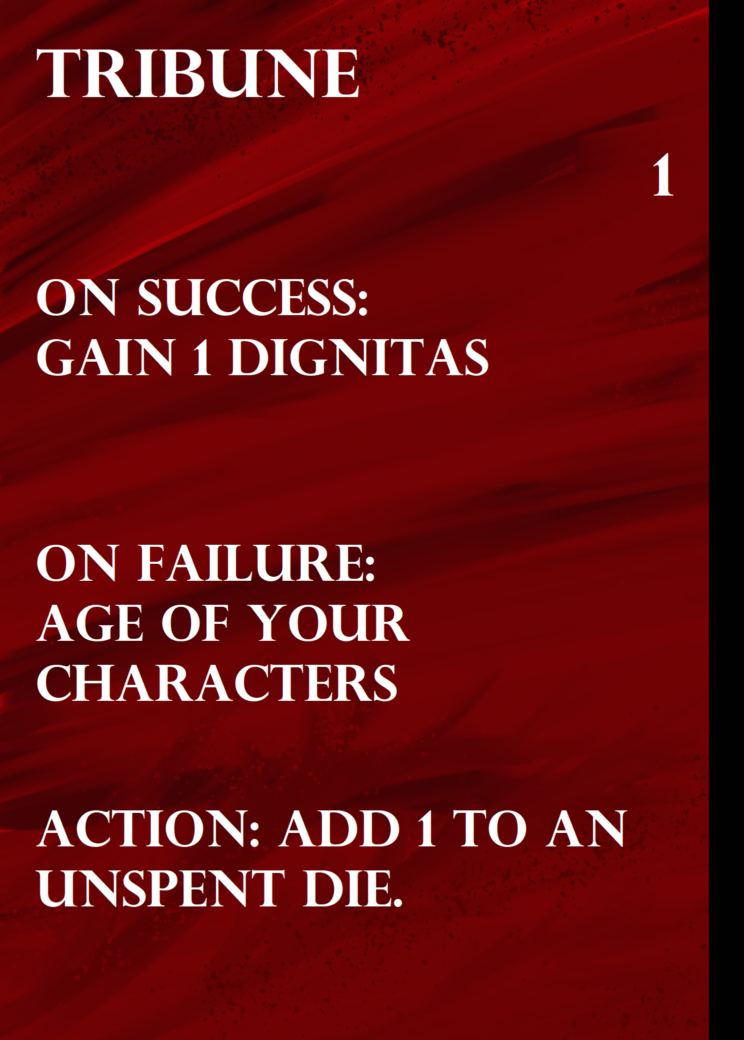 TRIBUNE
1
ON SUCCESS:
GAIN 1 DIGNITAS
ON FAILURE:
AGE OF YOUR
CHARACTERS
ACTION: ADD 1 TO AN
UNSPENT DIE.